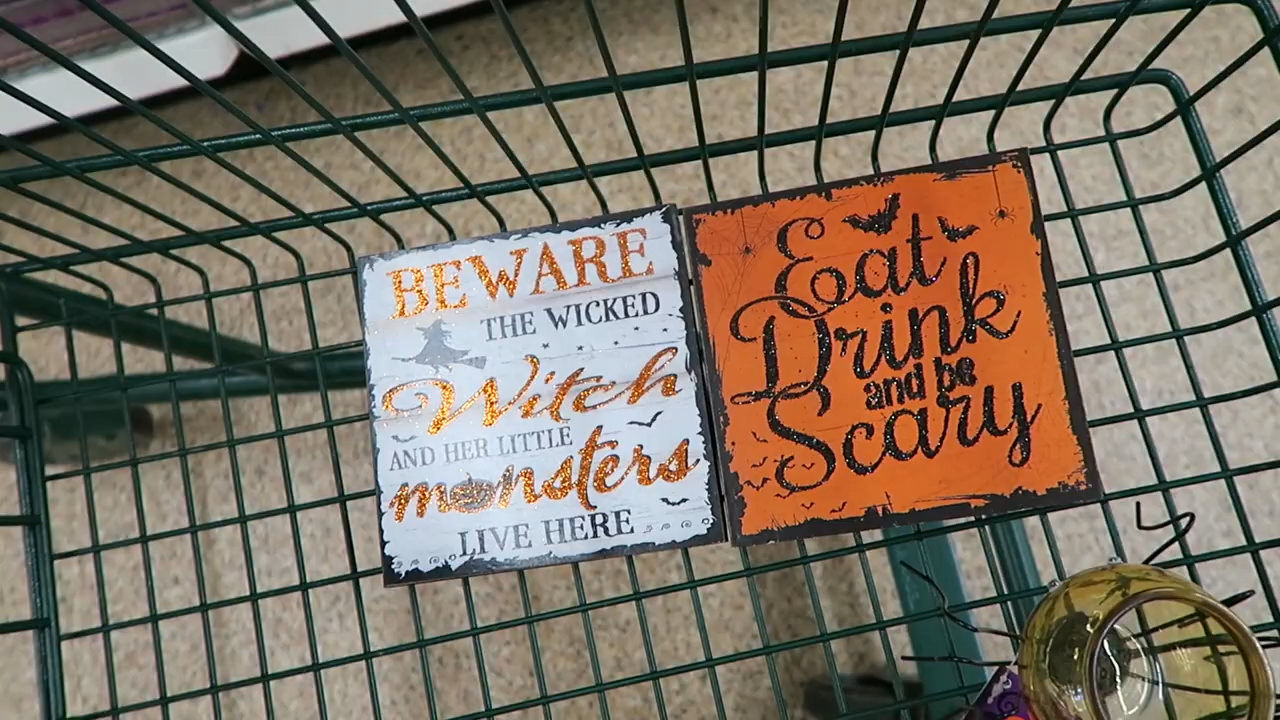 BEWARE
THE WICKED
Witch
AND HER LITTLE
monsters
LIVE HERE
Eat
Drink
and be
Scary